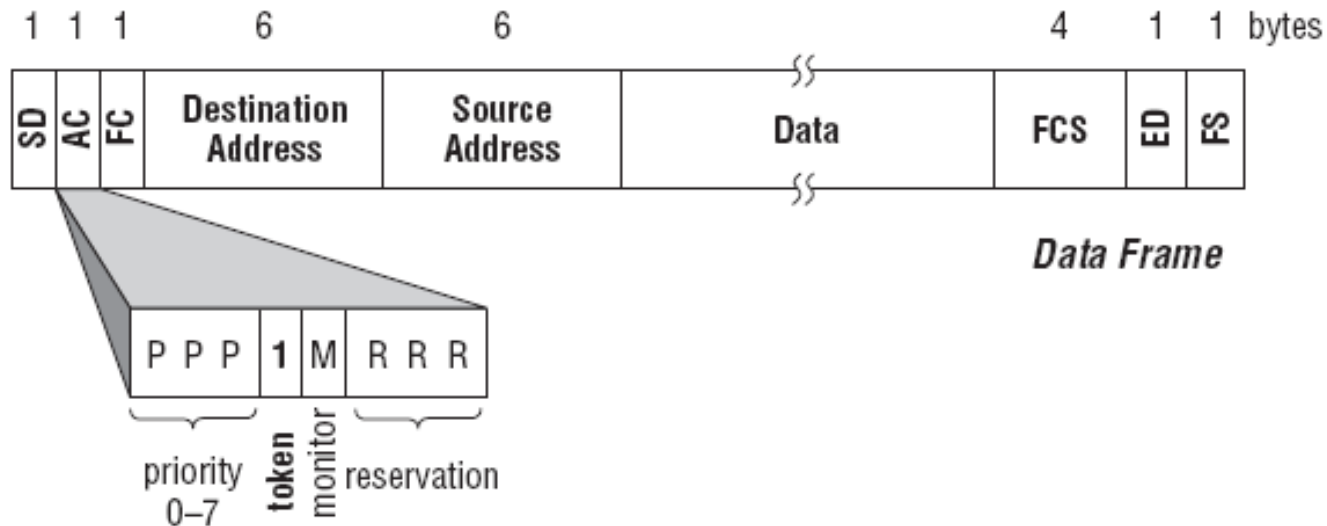 1 1 1 6 6 4 1 1 bytes
SD AC FC Destination Address Source Address Data FCS ED FS
Data Frame
P P P 1 M R R R
priority 0–7 token monitor reservation